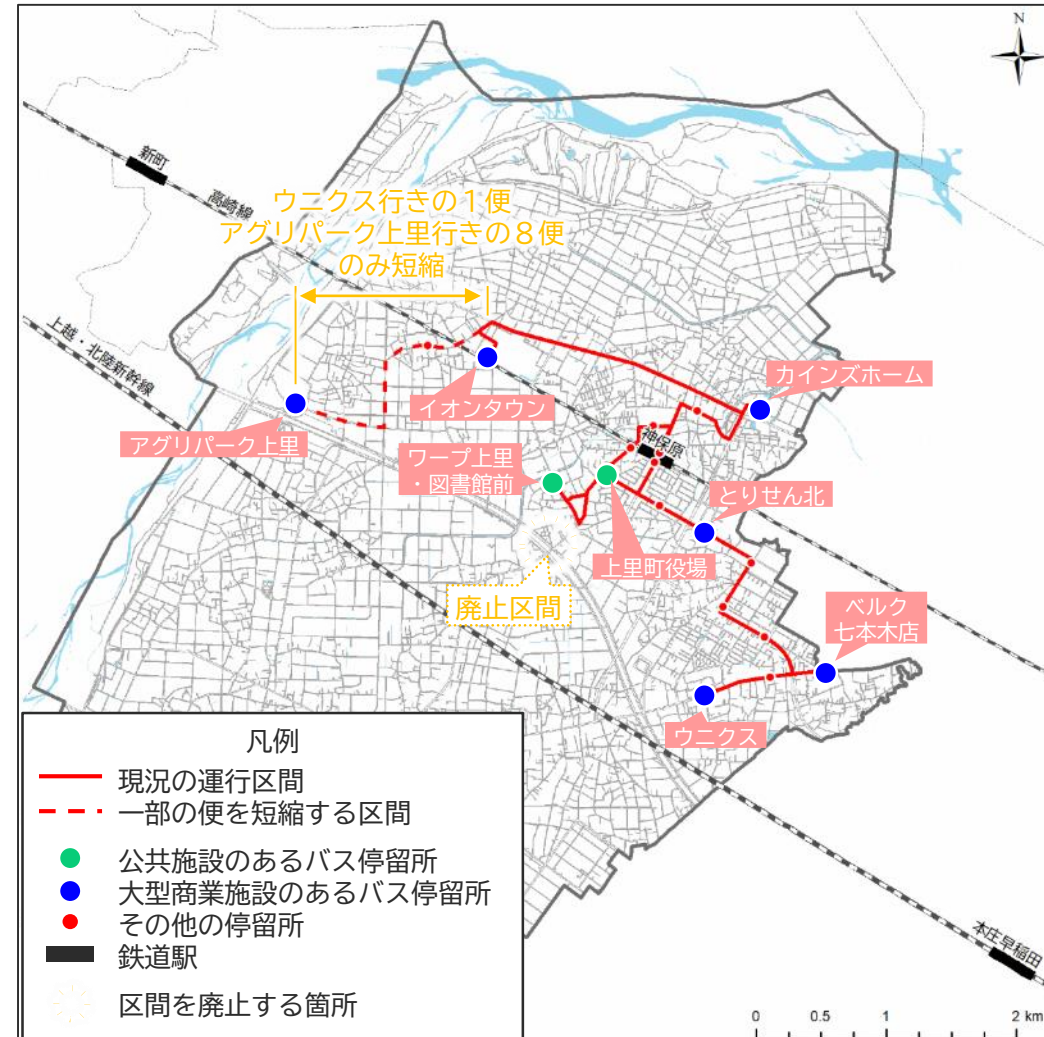 N
新町
高崎線
ウニクス行きの１便
アグリパーク上里行きの８便
のみ短縮
上越・北陸新幹線
カインズホーム
イオンタウン
アグリパーク上里
神保原
ワープ上里
・図書館前
とりせん北
上里町役場
廃止区間
ベルク
七本木店
ウニクス
本庄早稲田
凡例
現況の運行区間
一部の便を短縮する区間
公共施設のあるバス停留所
大型商業施設のあるバス停留所
その他の停留所
鉄道駅
区間を廃止する箇所
0 0.5 1 2 km